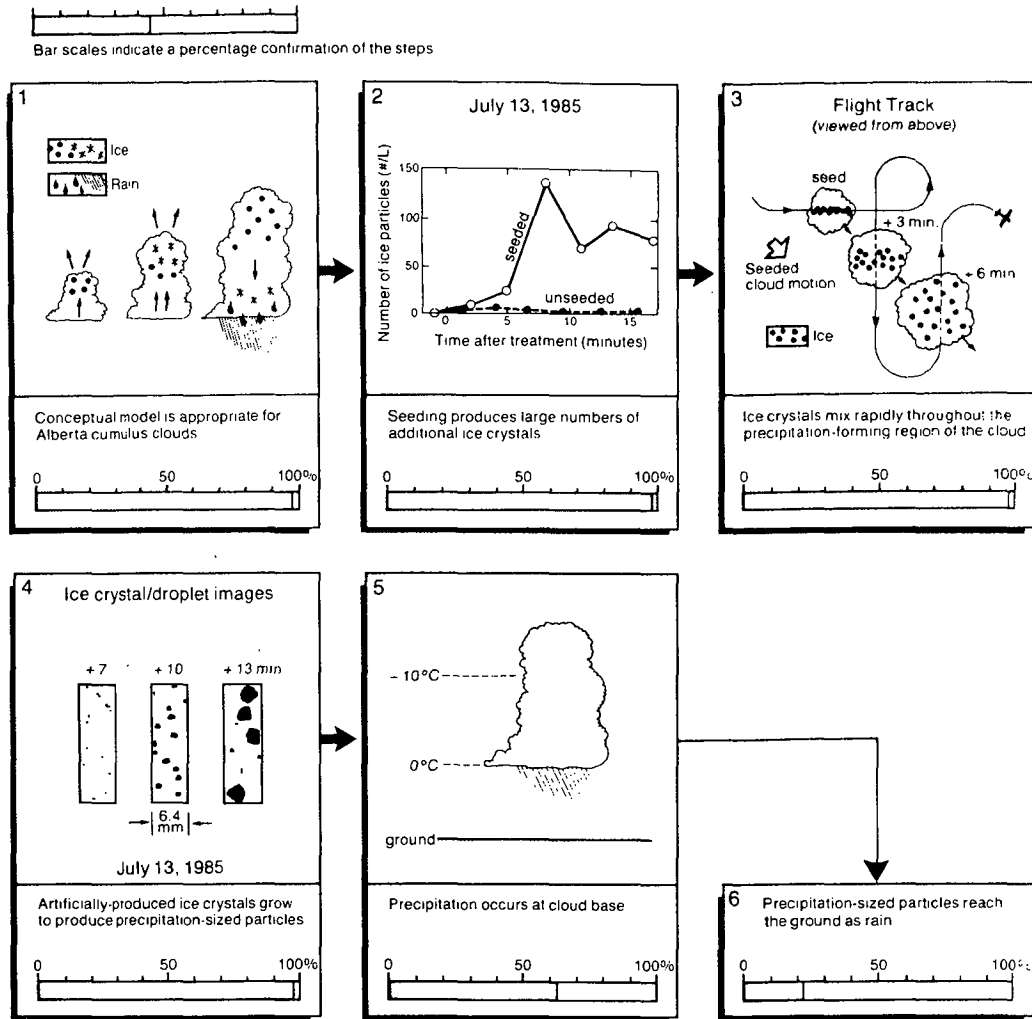 Bar scales indicate a percentage confirmation of the steps
1
Ice
Rain
Conceptual model is appropriate for
Alberta cumulus clouds
0 50 100%
2
July 13, 1985
Number of ice particles (#/L)
150
100
50
0
seeded
unseeded
0 5 10 15
Time after treatment (minutes)
Seeding produces large numbers of
additional ice crystals
0 50 100%
3
Flight Track
(viewed from above)
seed
+ 3 min.
+ 6 min
Seeded
cloud motion
Ice
Ice crystals mix rapidly throughout the
precipitation-forming region of the cloud
0 50 100%
4
Ice crystal/droplet images
+ 7 + 10 + 13 min
6.4
mm
July 13, 1985
Artificially-produced ice crystals grow
to produce precipitation-sized particles
0 50 100%
5
- 10°C
0°C
ground
Precipitation occurs at cloud base
0 50 100%
6
Precipitation-sized particles reach
the ground as rain
0 50 100%